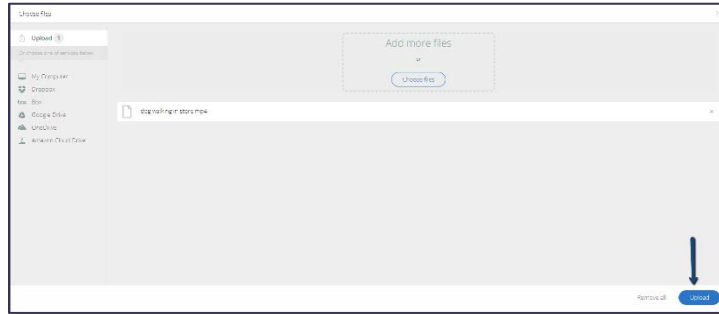 Choose files
Upload 1
Or choose one of services below
My Computer
Dropbox
box Box
Google Drive
OneDrive
Amazon Cloud Drive
Add more files
or
Choose files
dog walking in store.mp4
Remove all
Upload